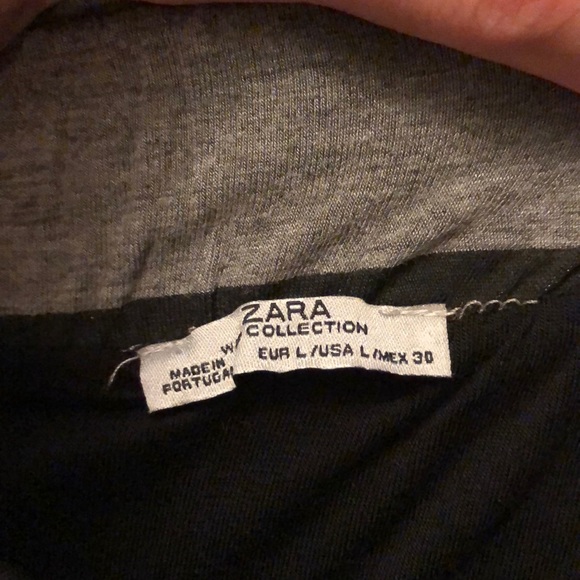 ZARA
W/ COLLECTION
EUR L/USA L/MEX 30
MADE IN
PORTUGAL